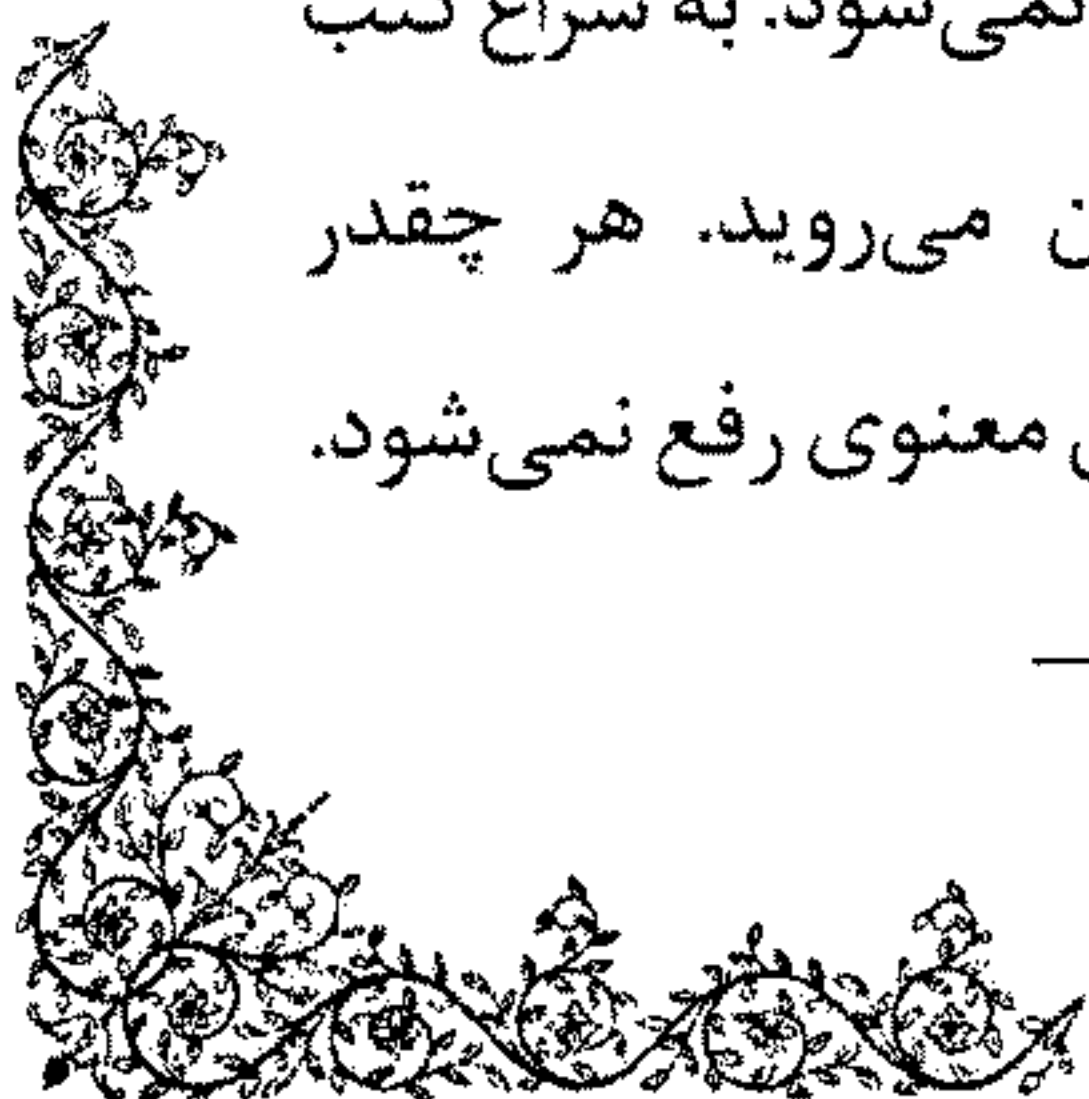 نمی‌شود. به سراغ کتب
می‌روید. هر چقدر
معنوی رفع نمی‌شود.